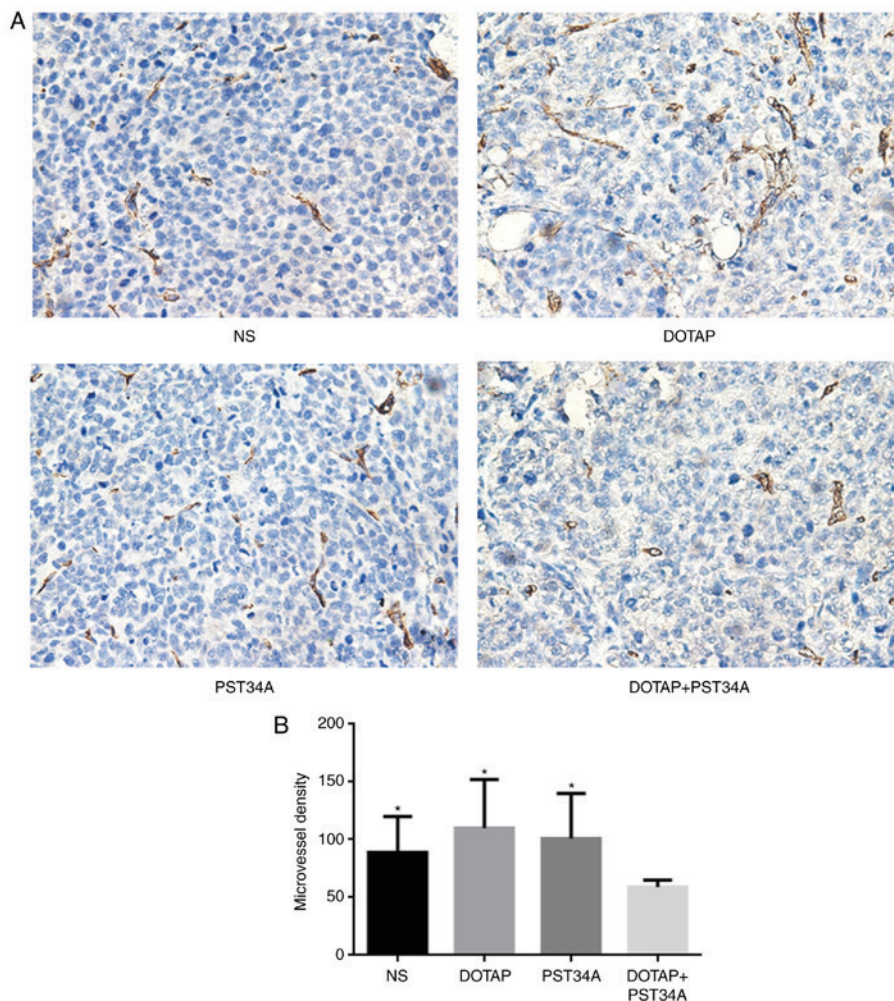 A
NS
DOTAP
PST34A
DOTAP+PST34A
B
Microvessel density
200
150
100
50
0
*
*
*
NS
DOTAP
PST34A
DOTAP+
PST34A